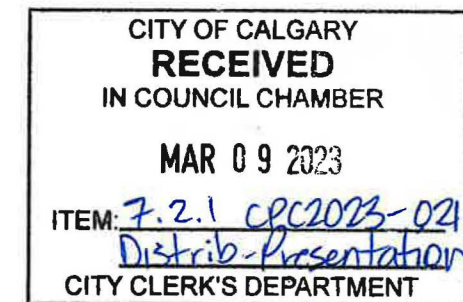 CITY OF CALGARY
RECEIVED
IN COUNCIL CHAMBER
MAR 09 2023
ITEM: 7.2.1 CPC2023-021
Distrib-Presentation
CITY CLERK'S DEPARTMENT